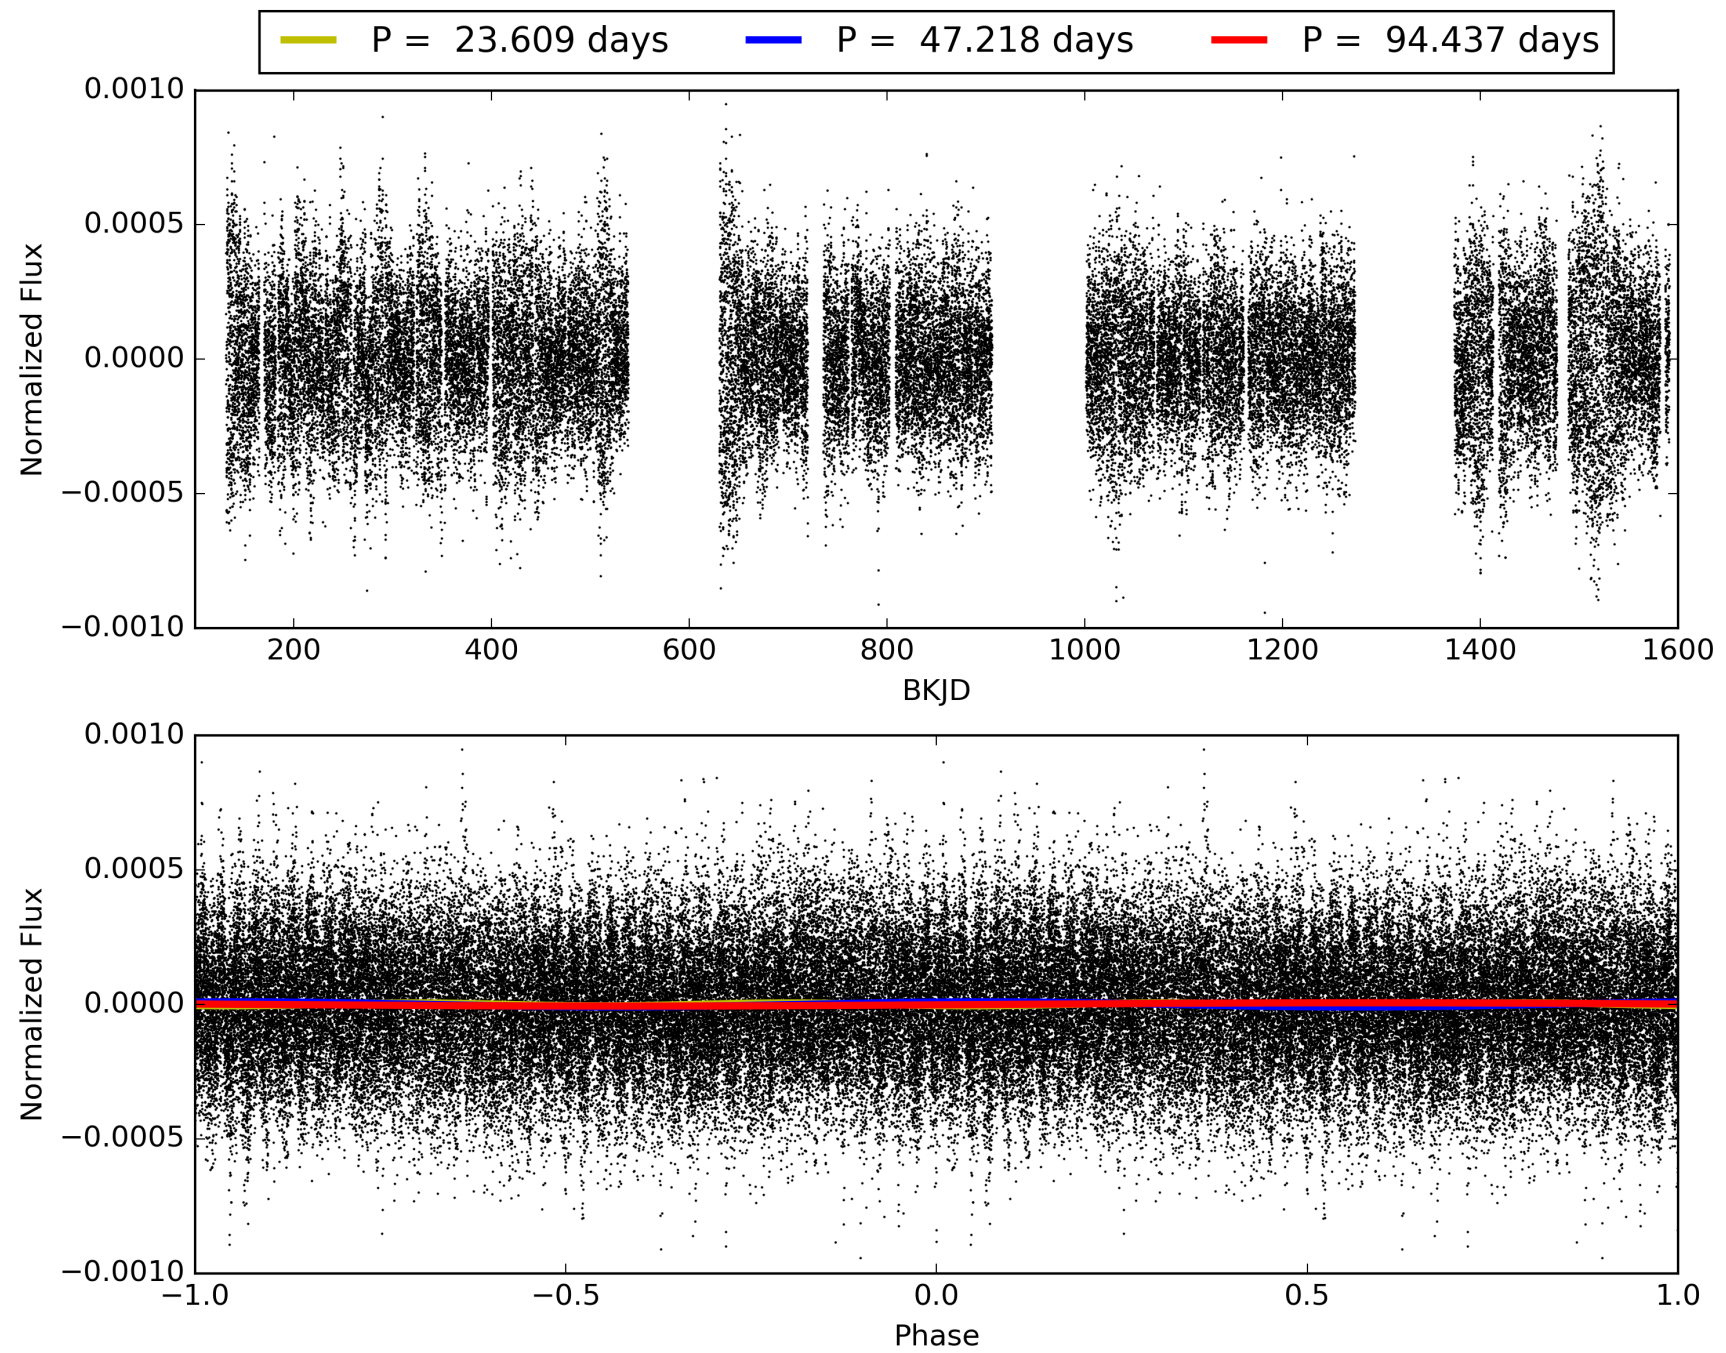 P =  23.609 days P =  47.218 days P =  94.437 days
0.0010
0.0005
0.0000
−0.0005
−0.0010
Normalized Flux
200 400 600 800 1000 1200 1400 1600
BKJD
0.0010
0.0005
0.0000
−0.0005
−0.0010
Normalized Flux
−1.0 −0.5 0.0 0.5 1.0
Phase